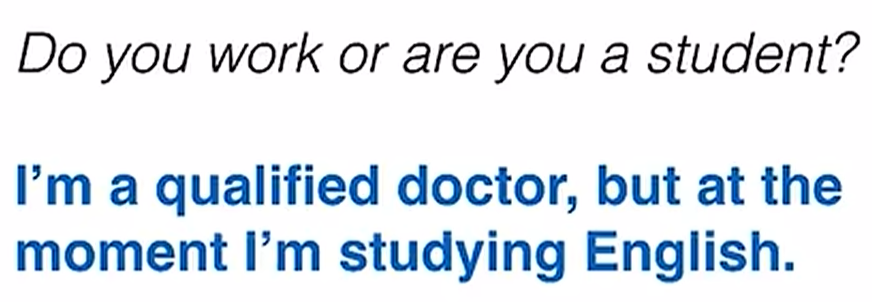 Do you work or are you a student?
I’m a qualified doctor, but at the
moment I’m studying English.